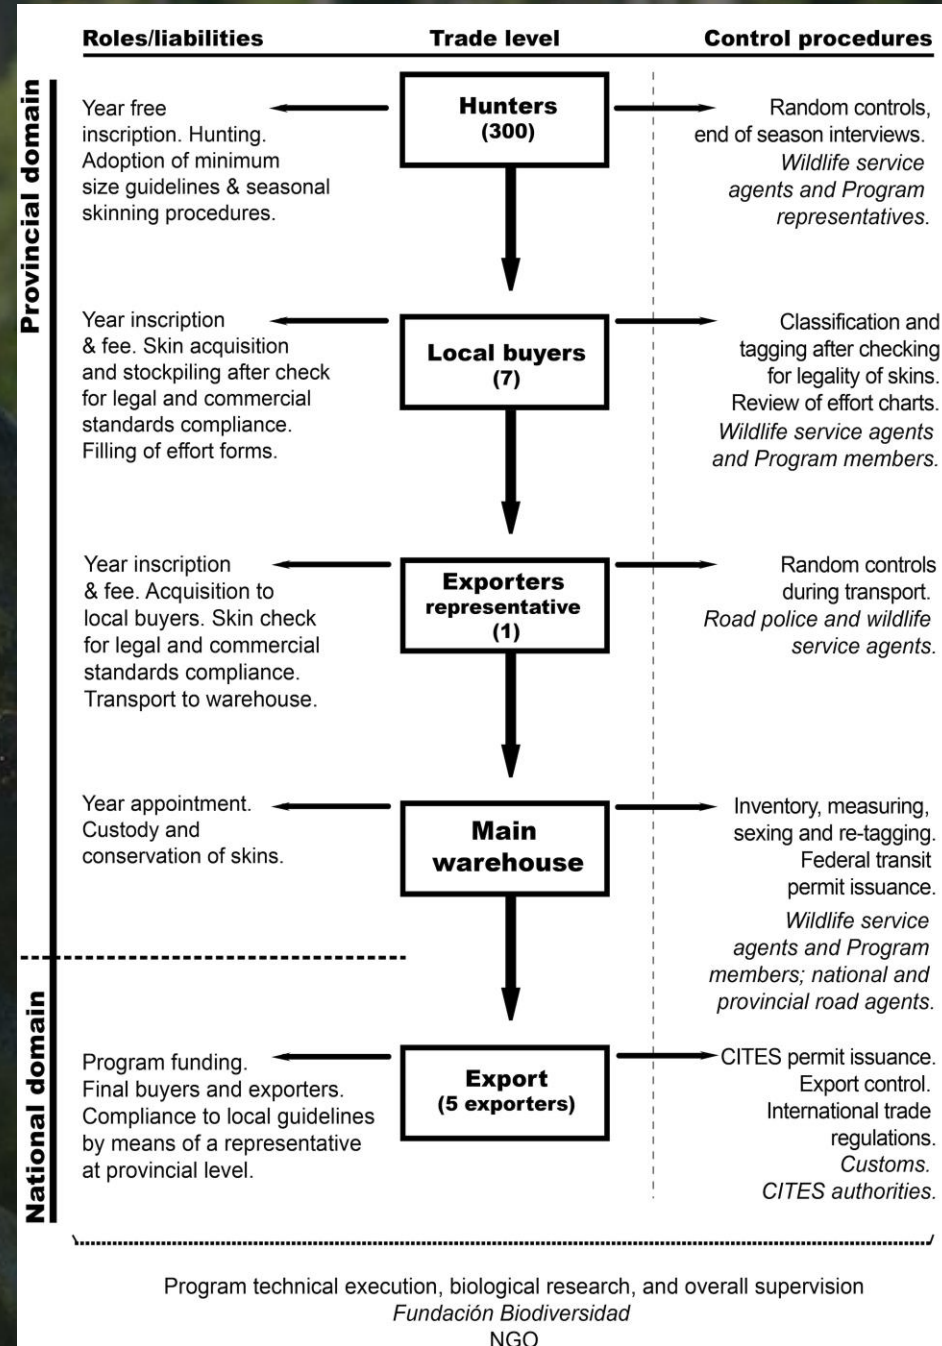 Roles/liabilities
Trade level
Control procedures
Provincial domain
Year free
inscription. Hunting.
Adoption of minimum
size guidelines & seasonal
skinning procedures.
Hunters
(300)
Random controls,
end of season interviews.
Wildlife service
agents and Program
representatives.
Year inscription
& fee. Skin acquisition
and stockpiling after check
for legal and commercial
standards compliance.
Filling of effort forms.
Local buyers
(7)
Classification and
tagging after checking
for legality of skins.
Review of effort charts.
Wildlife service agents
and Program members.
Year inscription
& fee. Acquisition to
local buyers. Skin check
for legal and commercial
standards compliance.
Transport to warehouse.
Exporters
representative
(1)
Random controls
during transport.
Road police and wildlife
service agents.
Year appointment.
Custody and
conservation of skins.
Main
warehouse
Inventory, measuring,
sexing and re-tagging.
Federal transit
permit issuance.
Wildlife service
agents and Program
members; national and
provincial road agents.
National domain
Program funding.
Final buyers and exporters.
Compliance to local guidelines
by means of a representative
at provincial level.
Export
(5 exporters)
CITES permit issuance.
Export control.
International trade
regulations.
Customs.
CITES authorities.
Program technical execution, biological research, and overall supervision
Fundación Biodiversidad
NGO